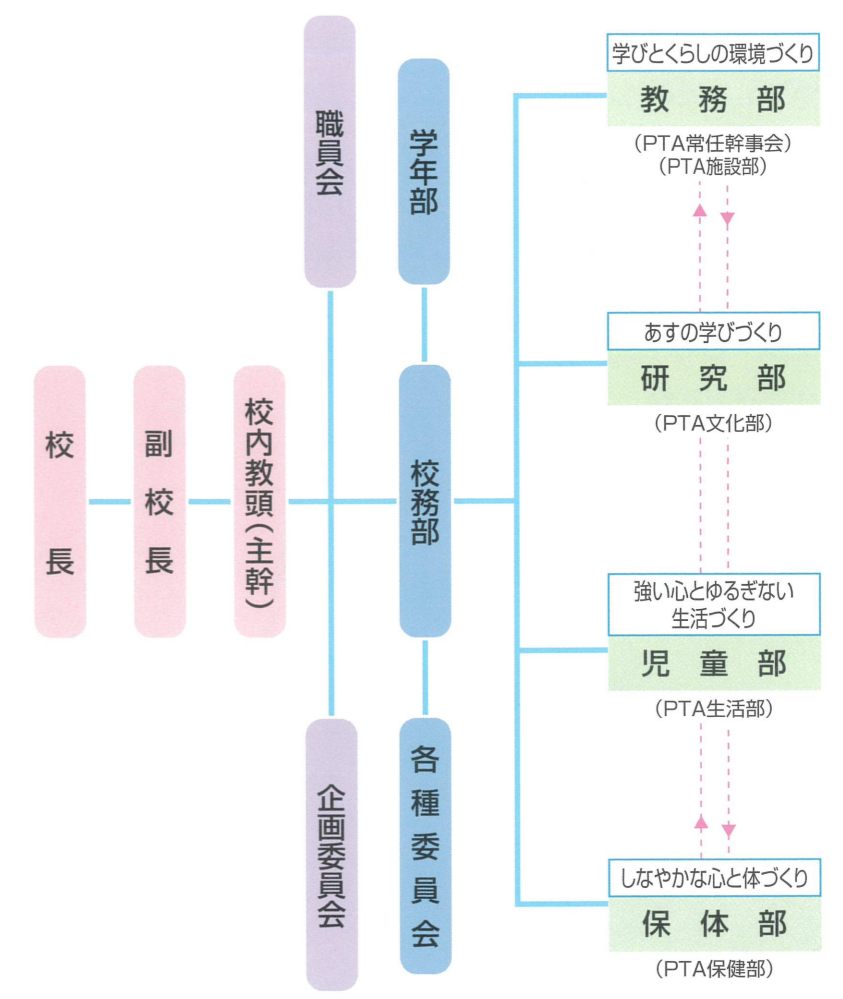 校長
副校長
校内教頭(主幹)
職員会
企画委員会
学年部
校務部
各種委員会
学びとくらしの環境づくり
教務部
(PTA常任幹事会)
(PTA施設部)
あすの学びづくり
研究部
(PTA文化部)
強い心とゆるぎない
生活づくり
児童部
(PTA生活部)
しなやかな心と体づくり
保体部
(PTA保健部)